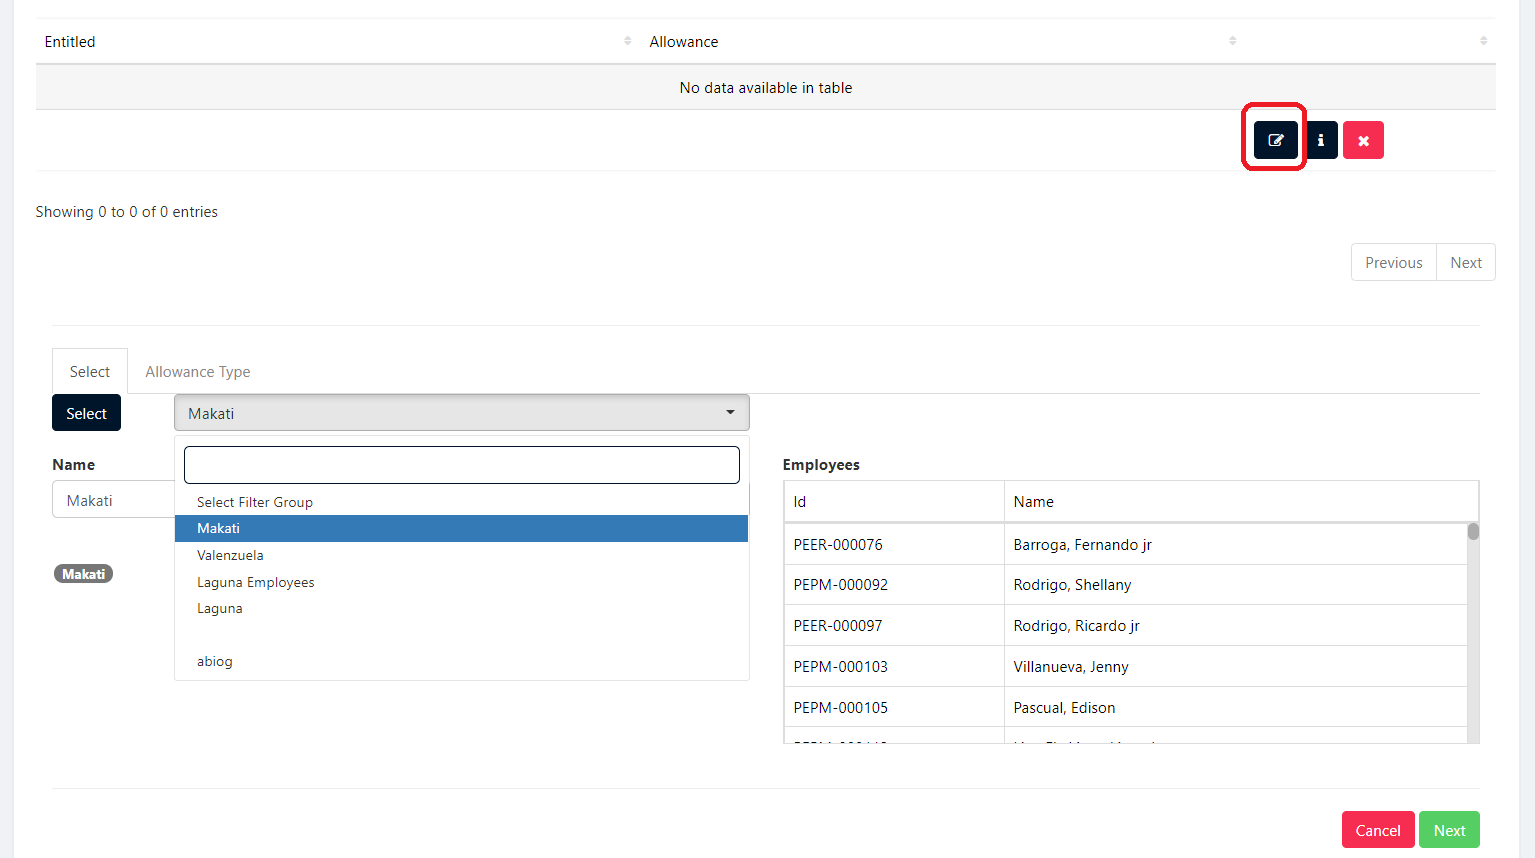 Entitled Allowance
No data available in table
Showing 0 to 0 of 0 entries
Previous Next
Select Allowance Type
Select Makati
Name
Makati
Makati
Select Filter Group
Makati
Valenzuela
Laguna Employees
Laguna
abiog
Employees
Id Name
PEER-000076 Barroga, Fernando jr
PEPM-000092 Rodrigo, Shellany
PEER-000097 Rodrigo, Ricardo jr
PEPM-000103 Villanueva, Jenny
PEPM-000105 Pascual, Edison
Cancel Next